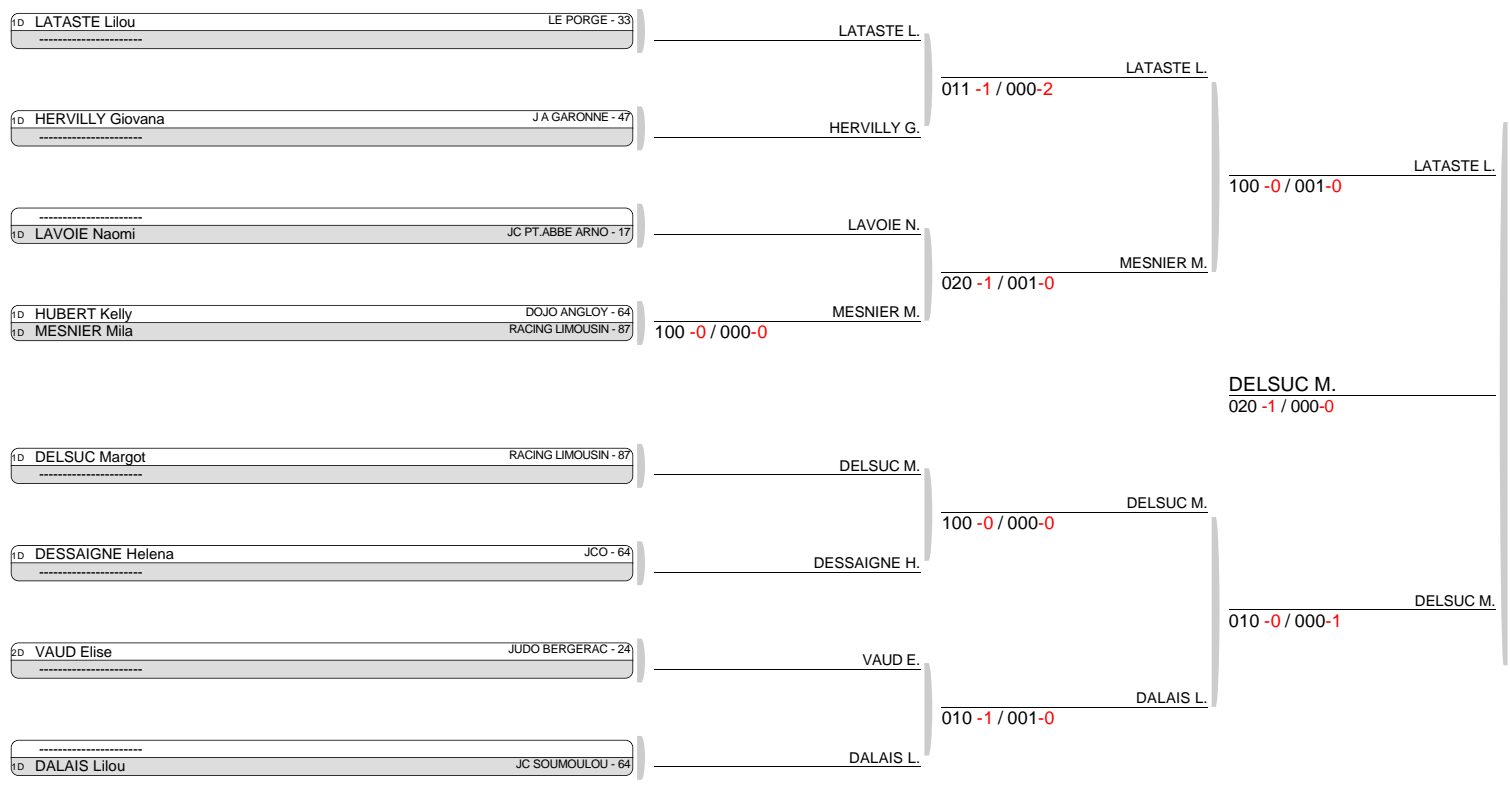 1D LATASTE Lilou LE PORGE - 33
----------------------
LATASTE L.
LATASTE L.
011 -1 / 000-2
1D HERVILLY Giovana J A GARONNE - 47
----------------------
HERVILLY G.
LATASTE L.
100 -0 / 001-0
----------------------
1D LAVOIE Naomi JC PT.ABBE ARNO - 17
LAVOIE N.
MESNIER M.
020 -1 / 001-0
1D HUBERT Kelly DOJO ANGLOY - 64
1D MESNIER Mila RACING LIMOUSIN - 87
MESNIER M.
100 -0 / 000-0
DELSUC M.
020 -1 / 000-0
1D DELSUC Margot RACING LIMOUSIN - 87
----------------------
DELSUC M.
DELSUC M.
100 -0 / 000-0
1D DESSAIGNE Helena JCO - 64
----------------------
DESSAIGNE H.
DELSUC M.
010 -0 / 000-1
2D VAUD Elise JUDO BERGERAC - 24
----------------------
VAUD E.
DALAIS L.
010 -1 / 001-0
----------------------
1D DALAIS Lilou JC SOUMOULOU - 64
DALAIS L.